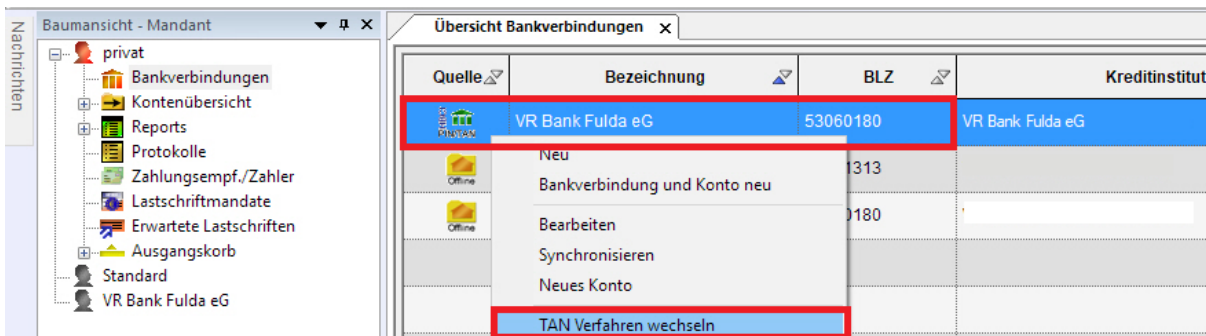 Nachrichten
Baumansicht - Mandant
privat
Bankverbindungen
Kontenübersicht
Reports
Protokolle
Zahlungsempf./Zahler
Lastschriftmandate
Erwartete Lastschriften
Ausgangskorb
Standard
VR Bank Fulda eG
Übersicht Bankverbindungen x
Quelle Bezeichnung BLZ Kreditinstitut
PIN/TAN VR Bank Fulda eG 53060180 VR Bank Fulda eG
Offline 1313
Offline 0180
Neu
Bankverbindung und Konto neu
Bearbeiten
Synchronisieren
Neues Konto
TAN Verfahren wechseln